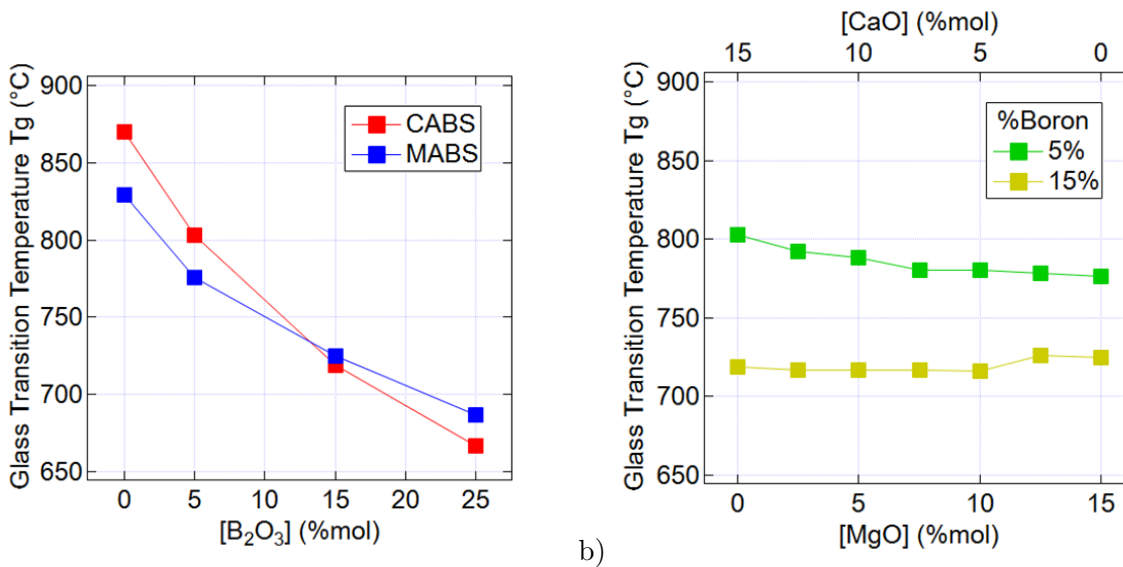 Glass Transition Temperature Tg (°C)
900
850
800
750
700
650
CABS
MABS
0 5 10 15 20 25
[B₂O₃] (%mol)
b)
[CaO] (%mol)
15 10 5 0
Glass Transition Temperature Tg (°C)
900
850
800
750
700
650
%Boron
5%
15%
0 5 10 15
[MgO] (%mol)